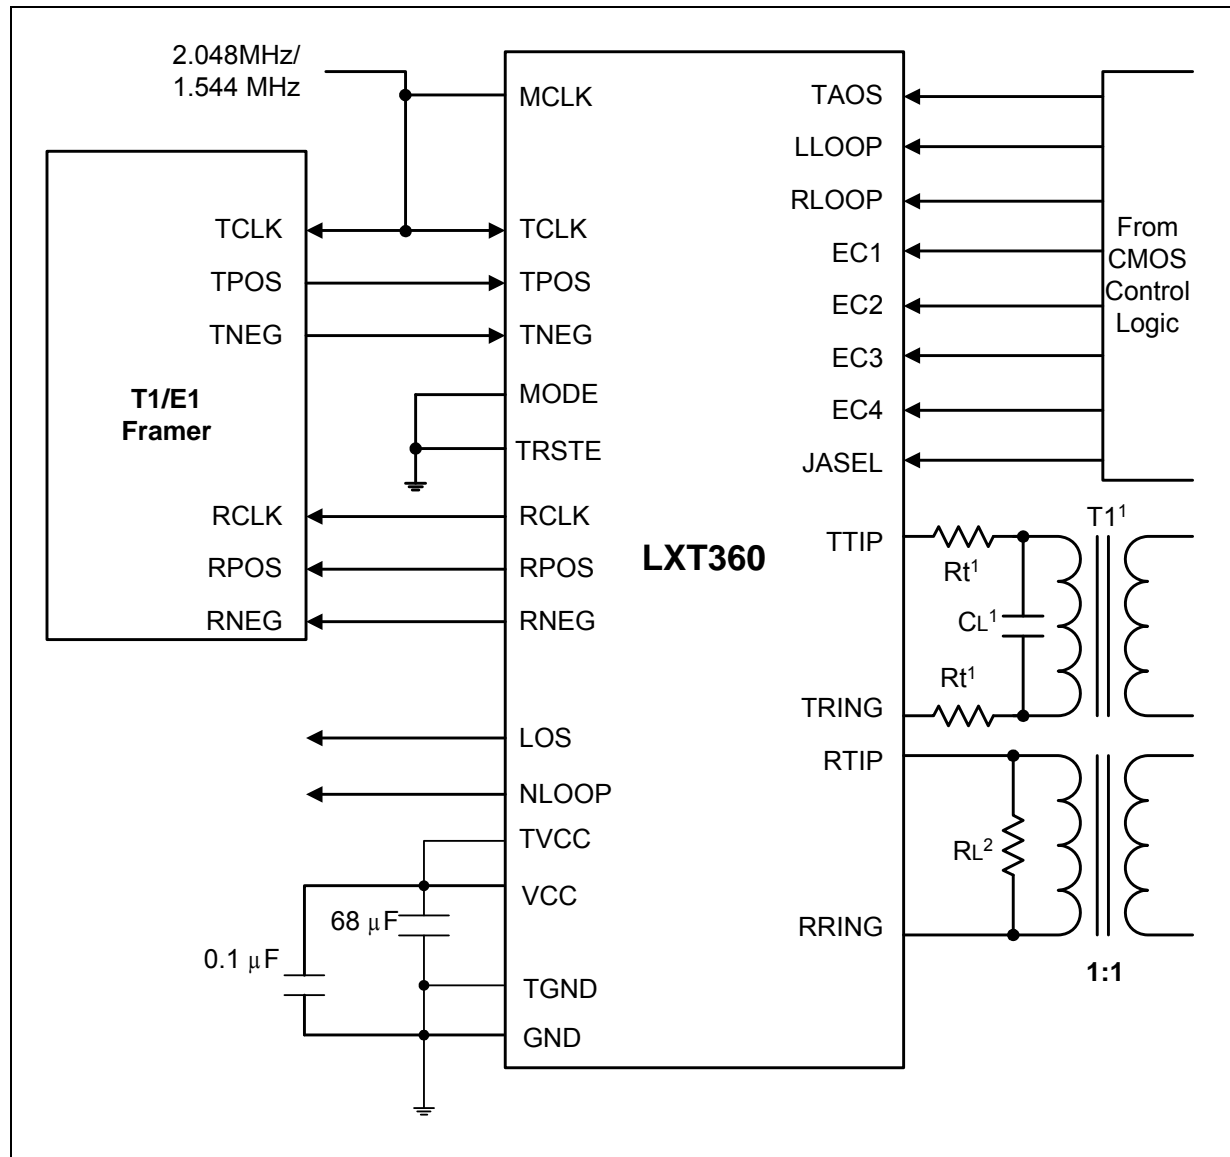 2.048MHz/
1.544 MHz
TCLK
TPOS
TNEG
T1/E1
Framer
RCLK
RPOS
RNEG
MCLK
TCLK
TPOS
TNEG
MODE
TRSTE
RCLK
RPOS
RNEG
LOS
NLOOP
TVCC
VCC
TGND
GND
68 μF
0.1 μF
LXT360
TAOS
LLOOP
RLOOP
EC1
EC2
EC3
EC4
JASEL
TTIP
TRING
RTIP
RRING
From
CMOS
Control
Logic
T1¹
Rt¹
CL¹
Rt¹
RL²
1:1